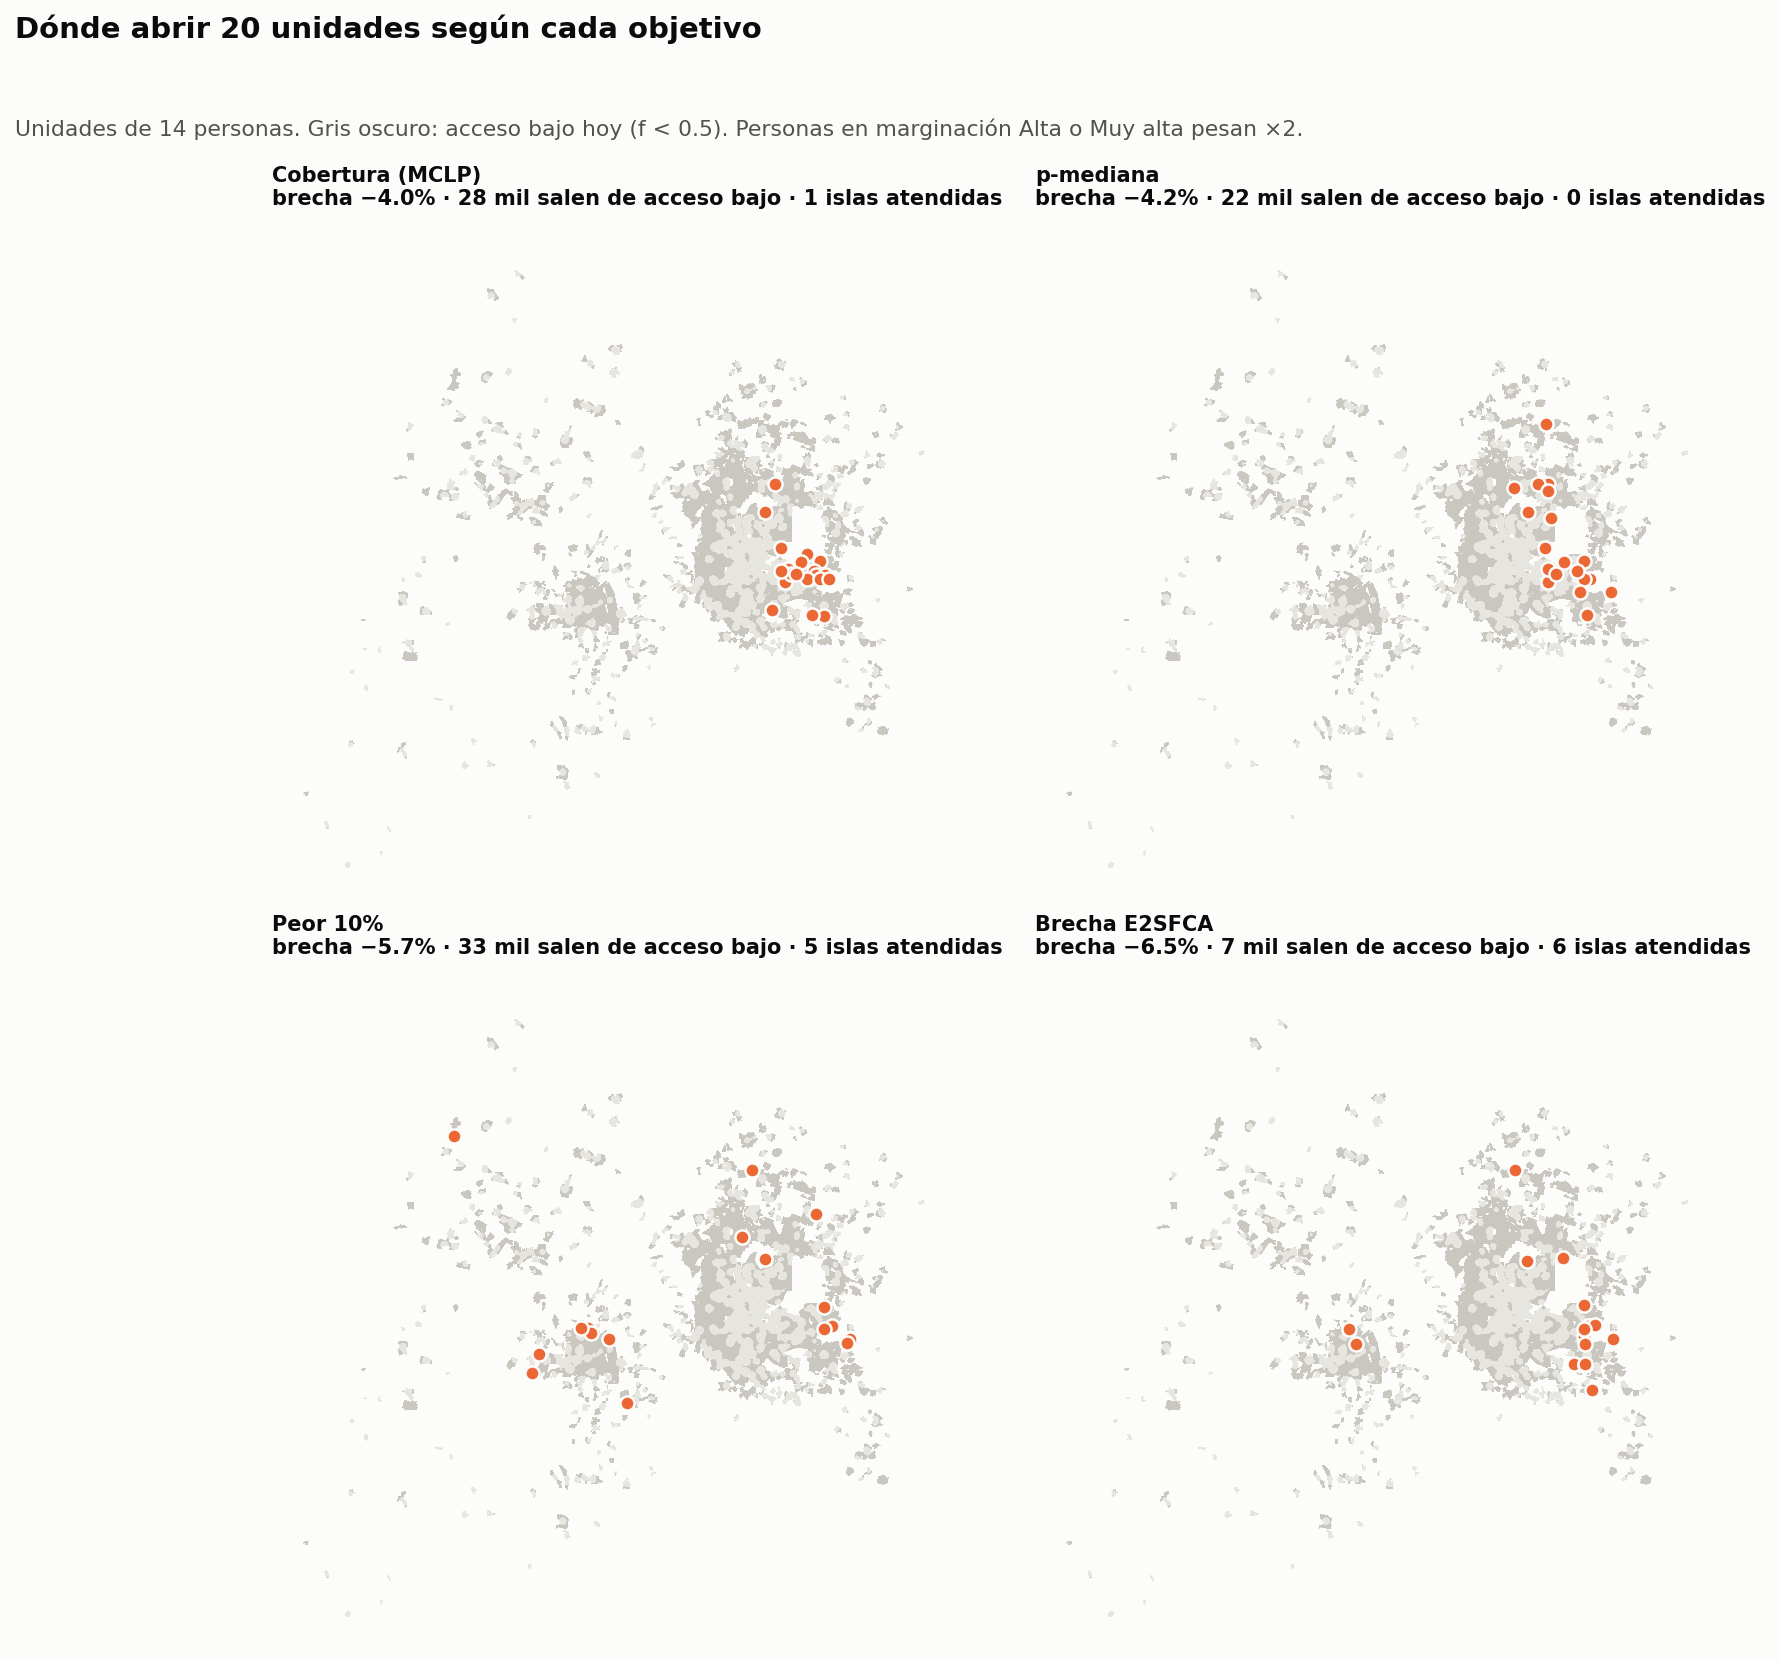 Dónde abrir 20 unidades según cada objetivo
Unidades de 14 personas. Gris oscuro: acceso bajo hoy (f < 0.5). Personas en marginación Alta o Muy alta pesan ×2.
Cobertura (MCLP)
brecha −4.0% · 28 mil salen de acceso bajo · 1 islas atendidas
p-mediana
brecha −4.2% · 22 mil salen de acceso bajo · 0 islas atendidas
Peor 10%
brecha −5.7% · 33 mil salen de acceso bajo · 5 islas atendidas
Brecha E2SFCA
brecha −6.5% · 7 mil salen de acceso bajo · 6 islas atendidas